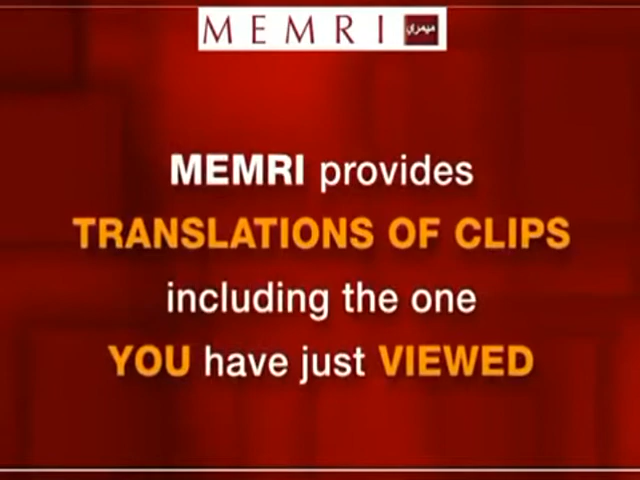 MEMRI ميمري
MEMRI provides
TRANSLATIONS OF CLIPS
including the one
YOU have just VIEWED